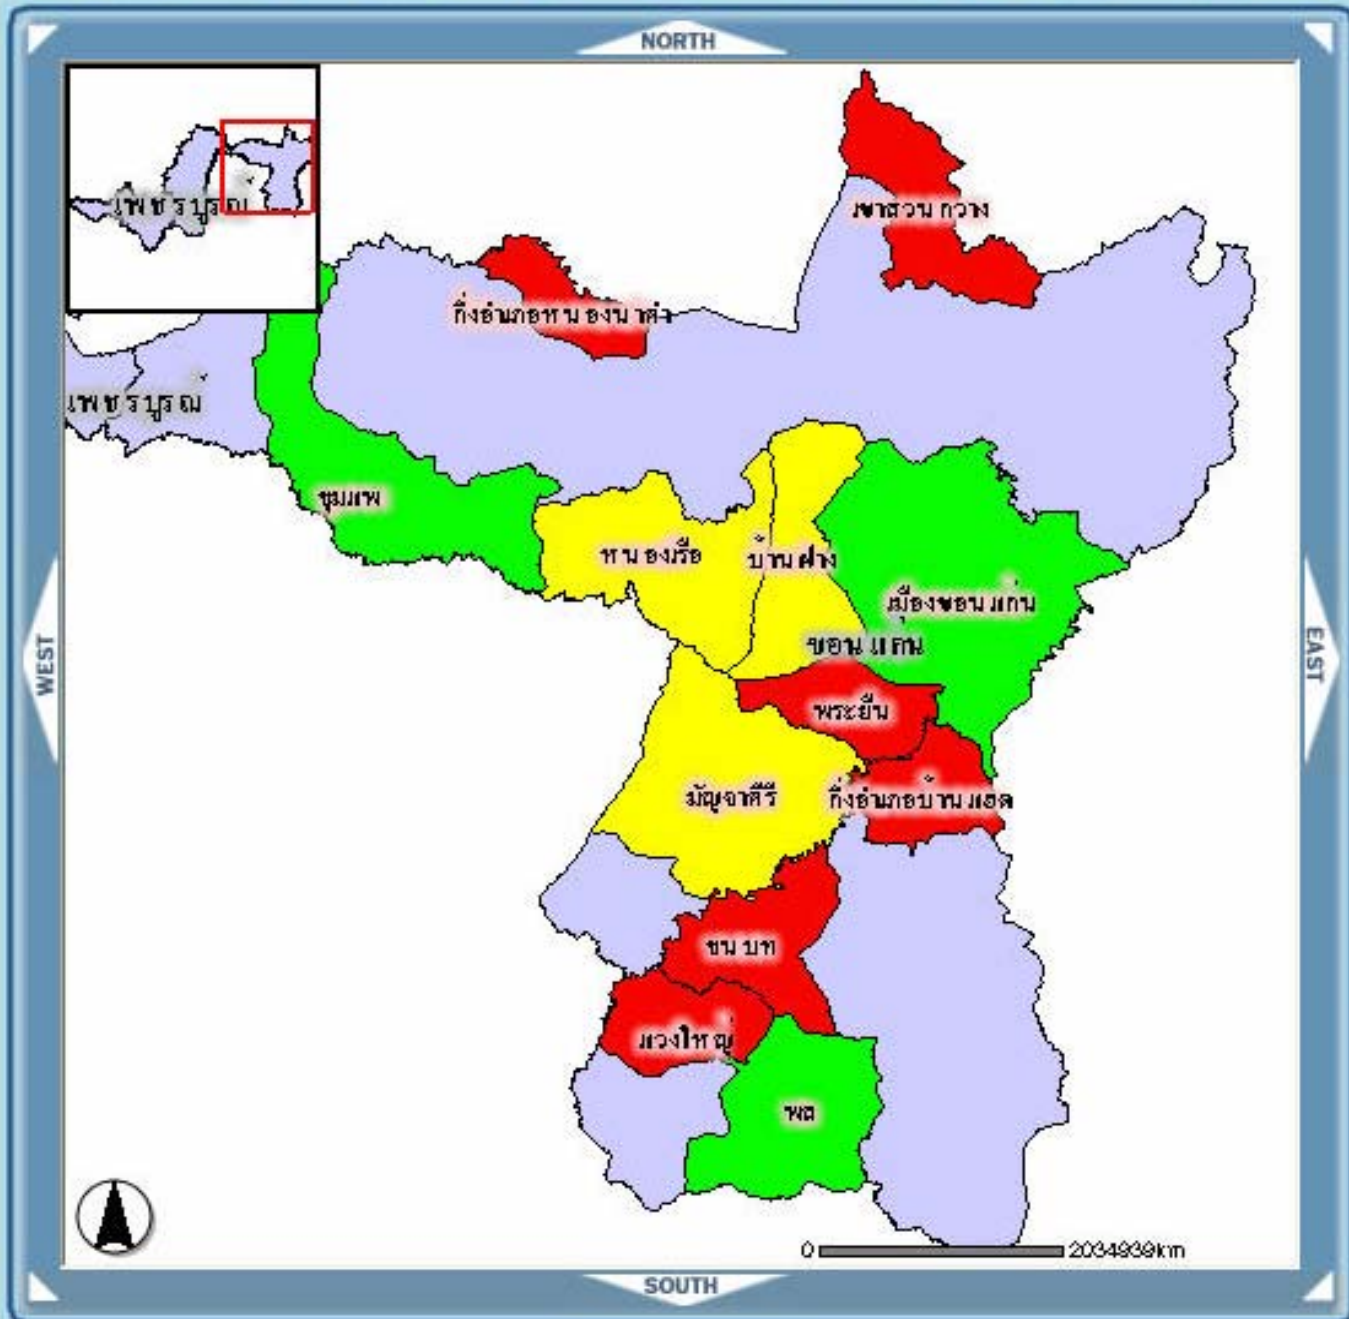 NORTH
เพชรบูรณ์
เขาสวนกวาง
กิ่งอำเภอหนองนาคำ
เพชรบูรณ์
ชุมแพ
หนองเรือ
บ้านฝาง
เมืองขอนแก่น
ขอนแก่น
WEST
EAST
พระยืน
มัญจาคีรี
กิ่งอำเภอบ้านแฮด
ชนบท
แวงใหญ่
พล
0
2034939km
SOUTH